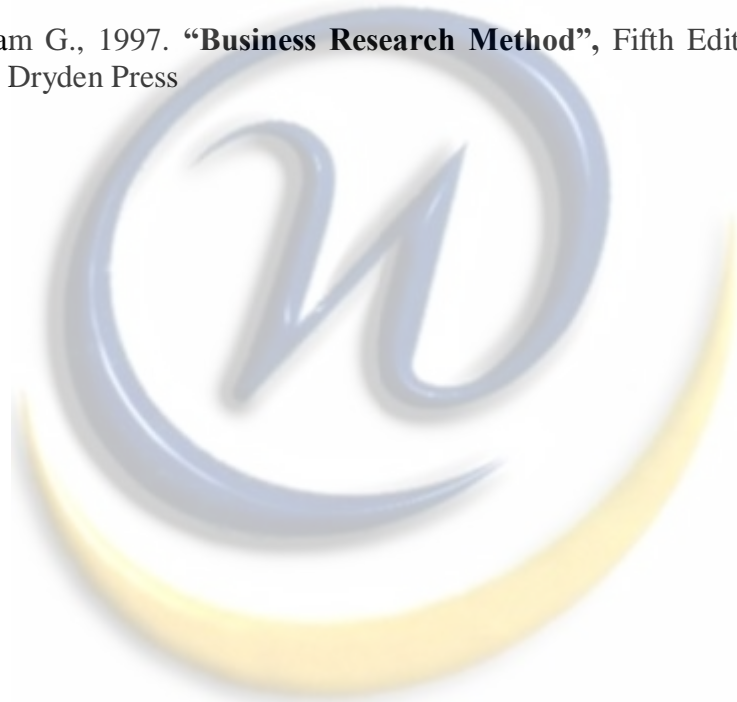 am G., 1997. “Business Research Method”, Fifth Edit
Dryden Press